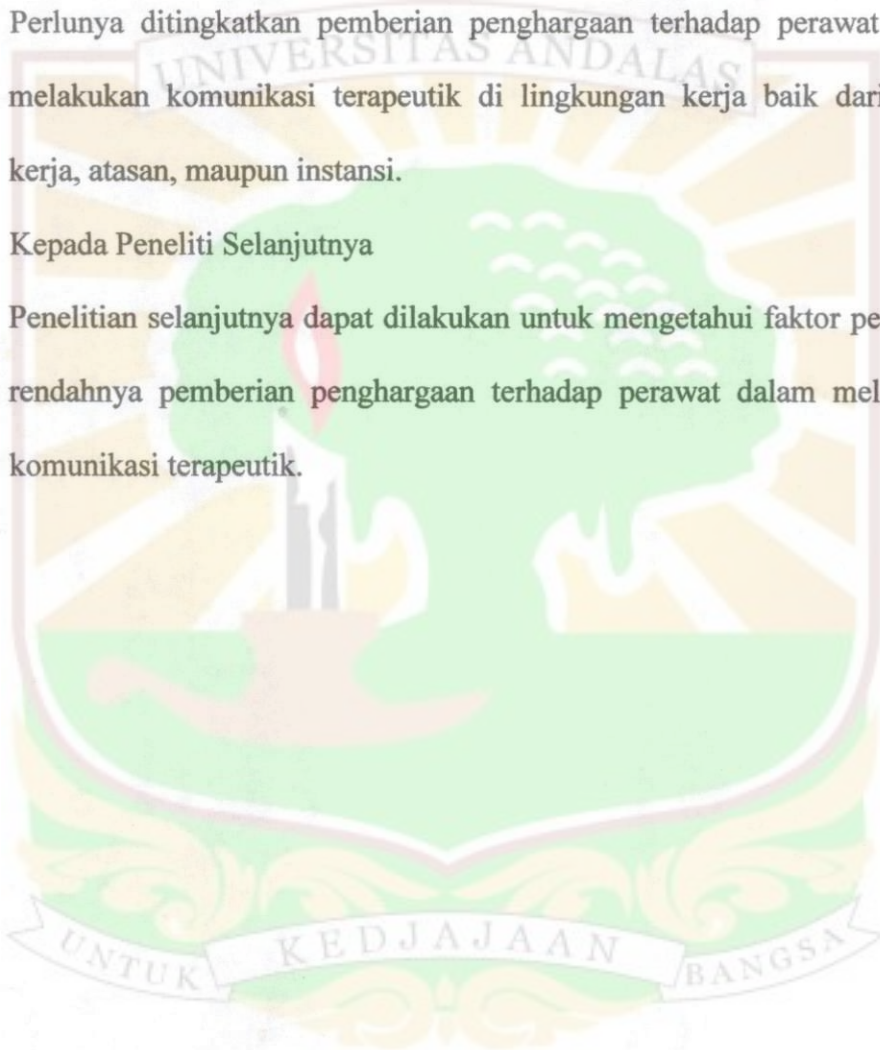 Perlunya ditingkatkan pemberian penghargaan terhadap perawat
UNIVERSITAS ANDALAS
melakukan komunikasi terapeutik di lingkungan kerja baik dari
kerja, atasan, maupun instansi.
Kepada Peneliti Selanjutnya
Penelitian selanjutnya dapat dilakukan untuk mengetahui faktor pe
rendahnya pemberian penghargaan terhadap perawat dalam mel
komunikasi terapeutik.
UNTUK KEDJAJAAN BANGSA